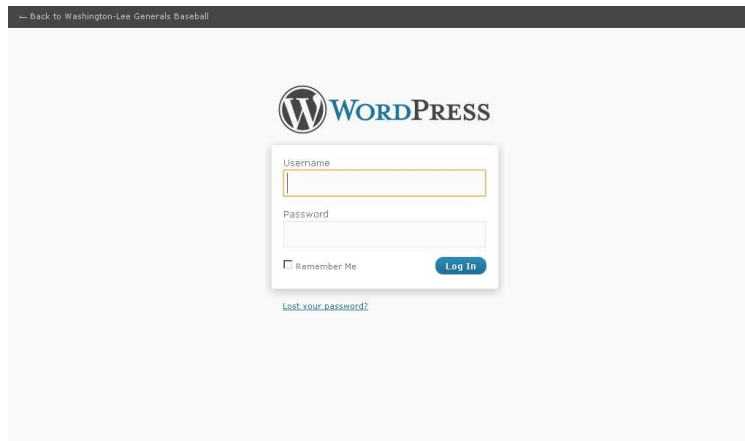 ← Back to Washington-Lee Generals Baseball
WORDPRESS
Username
Password
Remember Me
Log In
Lost your password?